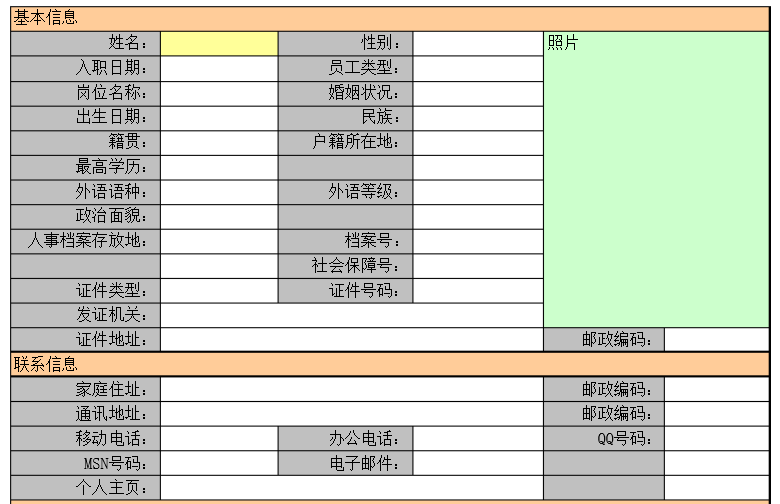 基本信息
姓名： 性别： 照片
入职日期： 员工类型：
岗位名称： 婚姻状况：
出生日期： 民族：
籍贯： 户籍所在地：
最高学历：
外语语种： 外语等级：
政治面貌：
人事档案存放地： 档案号：
社会保障号：
证件类型： 证件号码：
发证机关：
证件地址： 邮政编码：
联系信息
家庭住址： 邮政编码：
通讯地址： 邮政编码：
移动电话： 办公电话： QQ号码：
MSN号码： 电子邮件：
个人主页：